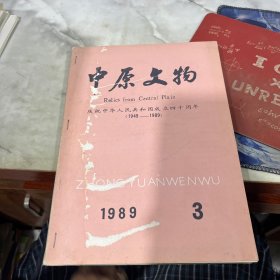 中原文物
Relics from Central Plain
庆祝中华人民共和国成立四十周年
(1949——1989)
ZHONGYUANWENWU
1989 3